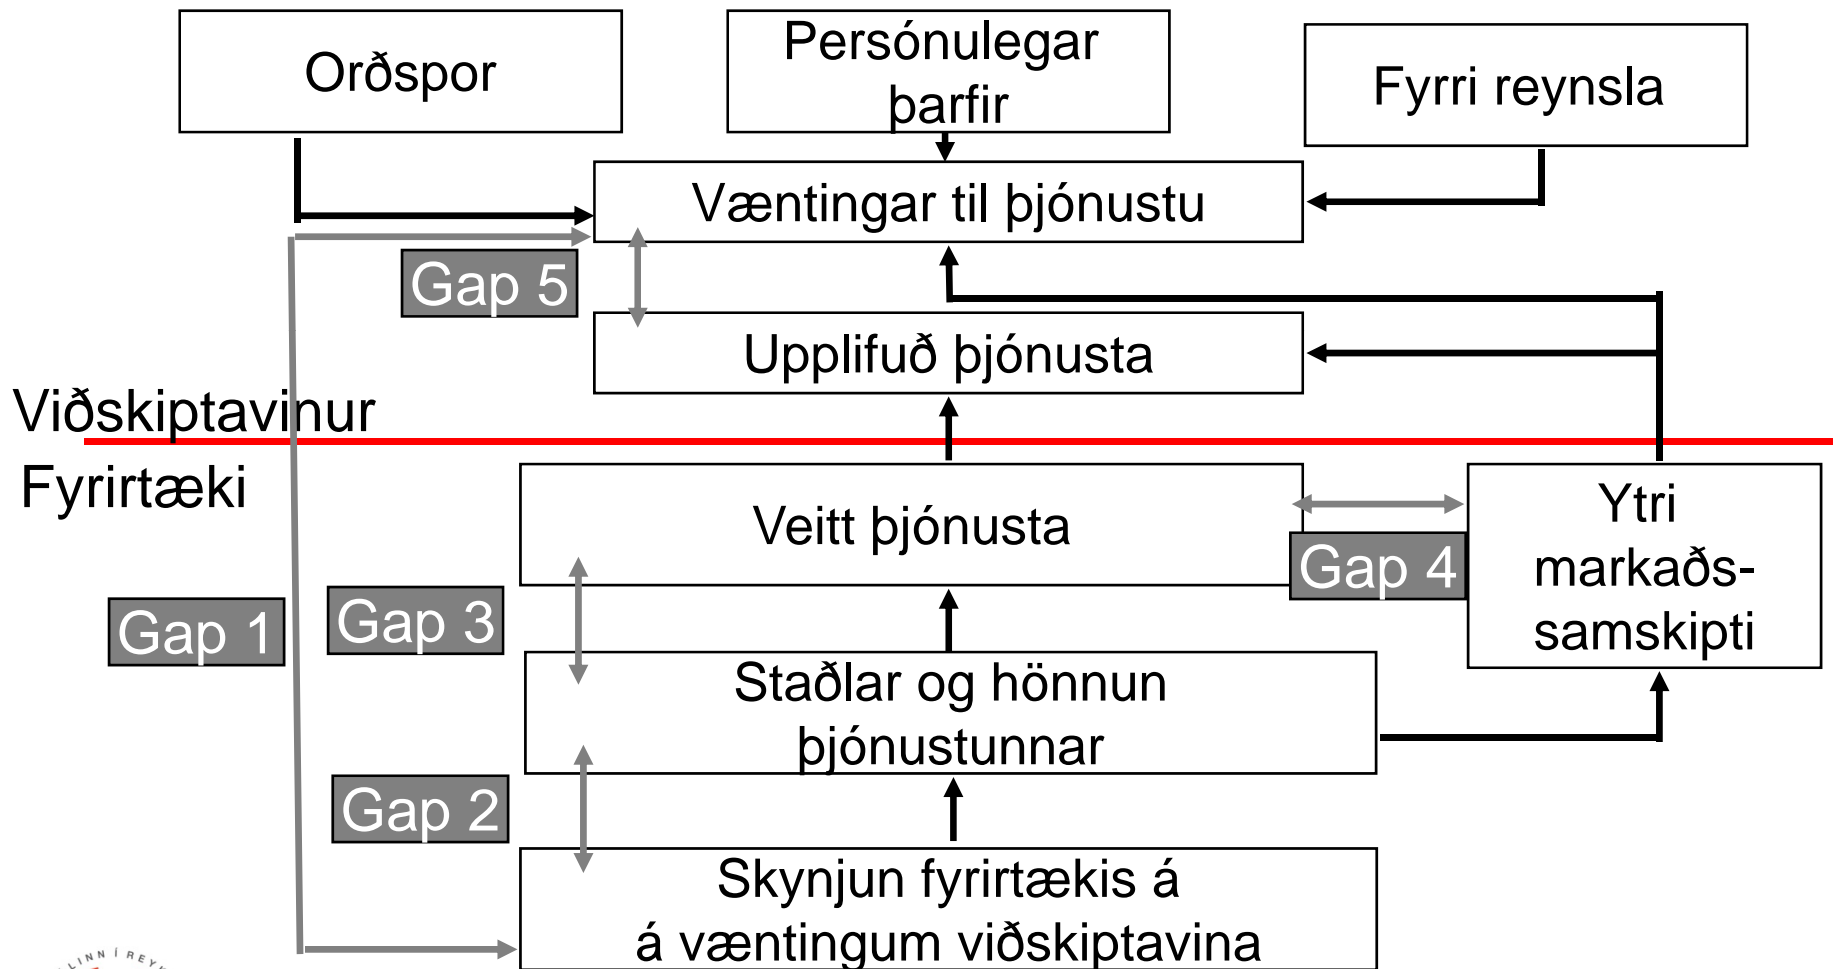 Orðspor
Persónulegar
þarfir
Fyrri reynsla
Væntingar til þjónustu
Gap 5
Upplifuð þjónusta
Viðskiptavinur
Fyrirtæki
Veitt þjónusta
Ytri
markaðs-
samskipti
Gap 4
Gap 1
Gap 3
Staðlar og hönnun
þjónustunnar
Gap 2
Skynjun fyrirtækis á
á væntingum viðskiptavina